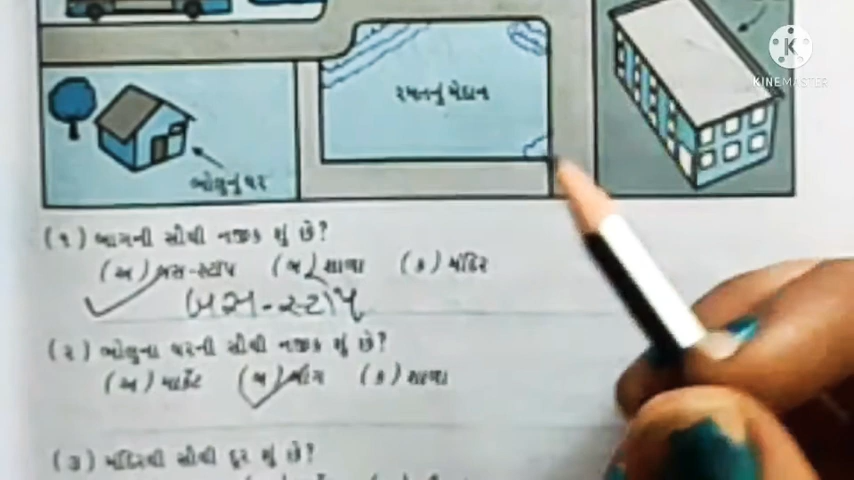 KINEMASTER
રમતનું મેદાન
ભોલુનું ઘર
(૧) બાગની સૌથી નજીક શું છે?
(અ) બસ-સ્ટોપ (બ) શાળા (ક) મંદિર
બસ-સ્ટોપ
(૨) ભોલુના ઘરની સૌથી નજીક શું છે?
(અ) માર્કેટ (બ) બાગ (ક) શાળા
(૩) મંદિરથી સૌથી દૂર શું છે?